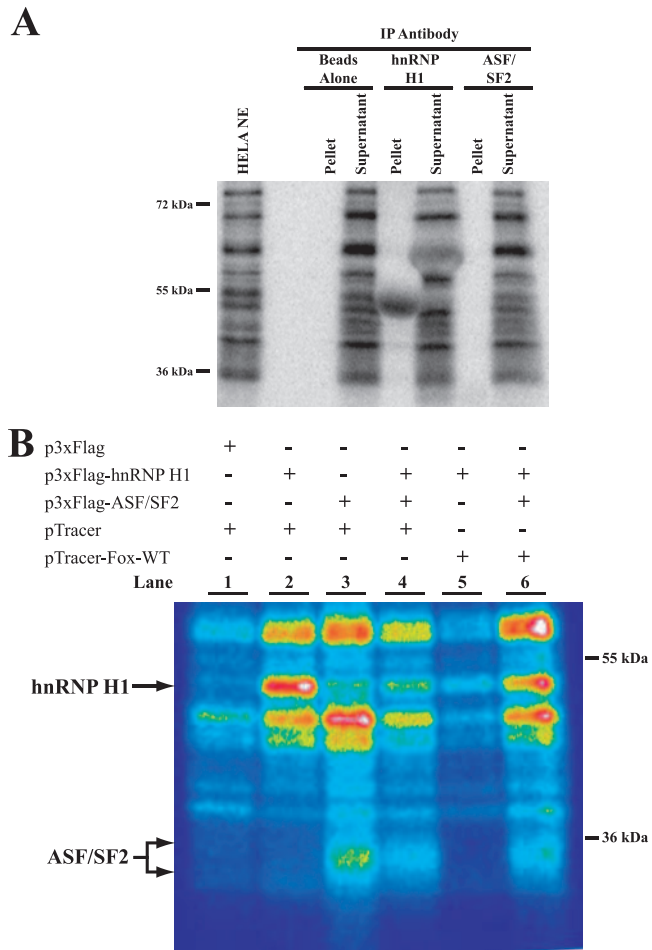 A
IP Antibody
Beads Alone
hnRNP H1
ASF/ SF2
HELA NE
Pellet
Supernatant
Pellet
Supernatant
Pellet
Supernatant
72 kDa
55 kDa
36 kDa
B
p3xFlag + - - - - -
p3xFlag-hnRNP H1 - + - + + +
p3xFlag-ASF/SF2 - - + + - +
pTracer + + + + - -
pTracer-Fox-WT - - - - + +
Lane 1 2 3 4 5 6
55 kDa
hnRNP H1
36 kDa
ASF/SF2